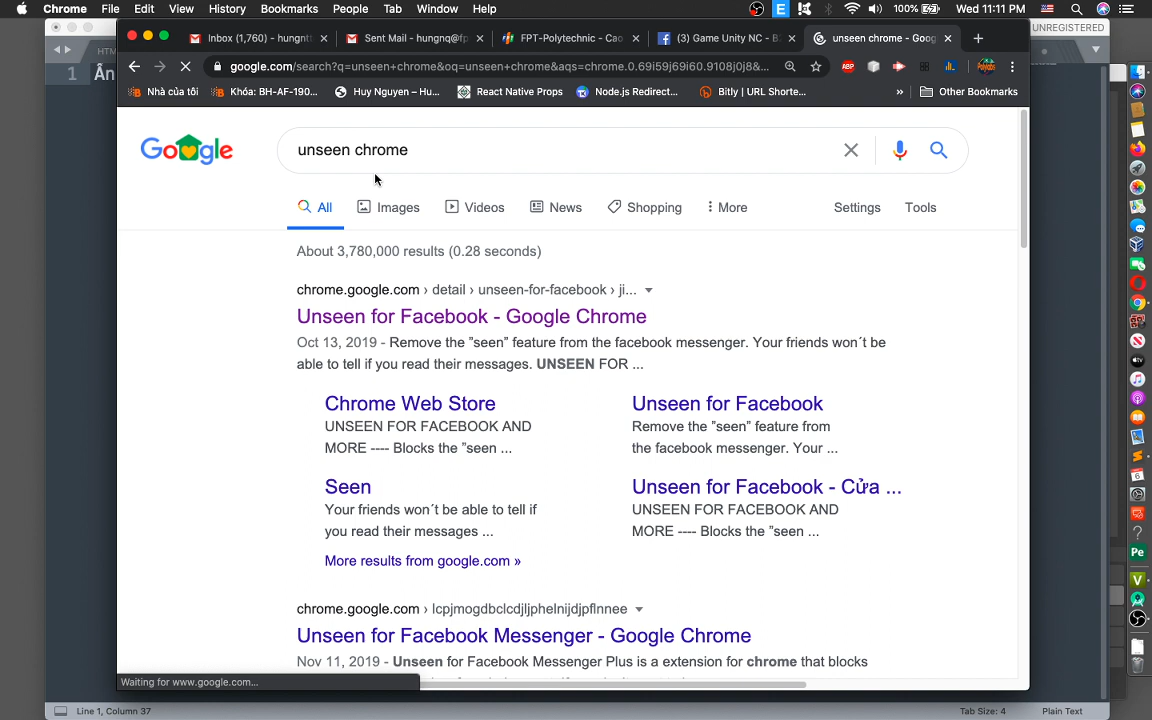 Chrome File Edit View History Bookmarks People Tab Window Help 100% Wed 11:11 PM
UNREGISTERED
Inbox (1,760) - hungntt
Sent Mail - hungnq@fp
FPT-Polytechnic - Cao
(3) Game Unity NC - B
unseen chrome - Goog
HTM
google.com/search?q=unseen+chrome&oq=unseen+chrome&aqs=chrome.0.69i59j69i60.9108j0j8&... ABP
Nhà của tôi Khóa: BH-AF-190... Huy Nguyen – Hu... React Native Props Node.js Redirect... Bitly | URL Shorte... » Other Bookmarks
1 Ẩn
Google
unseen chrome
All Images Videos News Shopping More Settings Tools
About 3,780,000 results (0.28 seconds)
chrome.google.com › detail › unseen-for-facebook › ji...
Unseen for Facebook - Google Chrome
Oct 13, 2019 - Remove the "seen" feature from the facebook messenger. Your friends won´t be
able to tell if you read their messages. UNSEEN FOR ...
Chrome Web Store
UNSEEN FOR FACEBOOK AND
MORE ---- Blocks the "seen ...
Unseen for Facebook
Remove the "seen" feature from
the facebook messenger. Your ...
Seen
Your friends won´t be able to tell if
you read their messages ...
Unseen for Facebook - Cửa ...
UNSEEN FOR FACEBOOK AND
MORE ---- Blocks the "seen ...
More results from google.com »
chrome.google.com › lcpjmogdbclcdjljphelnijdjpflnnee
Unseen for Facebook Messenger - Google Chrome
Nov 11, 2019 - Unseen for Facebook Messenger Plus is a extension for chrome that blocks
Waiting for www.google.com...
Line 1, Column 37 Tab Size: 4 Plain Text